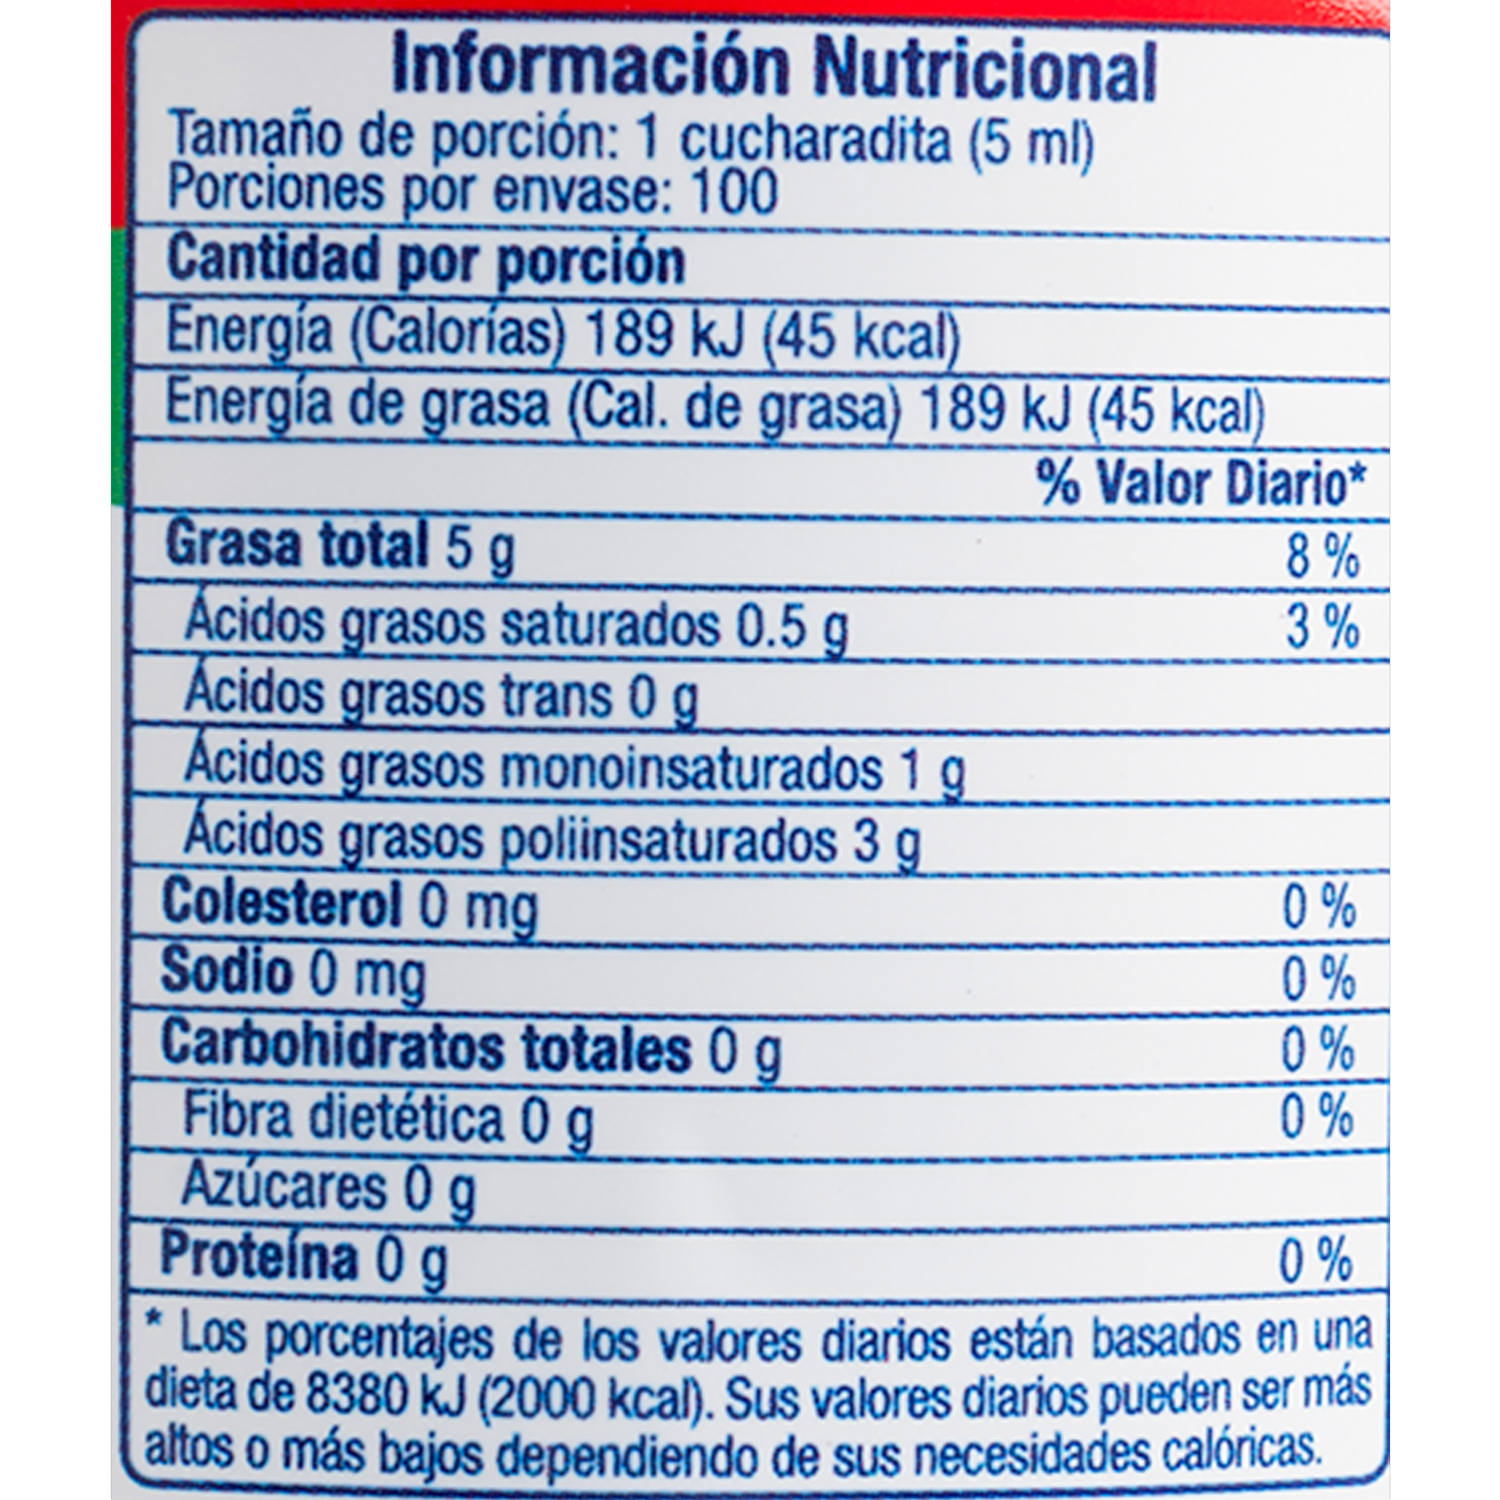 Información Nutricional
Tamaño de porción: 1 cucharadita (5 ml)
Porciones por envase: 100
Cantidad por porción
Energía (Calorías) 189 kJ (45 kcal)
Energía de grasa (Cal. de grasa) 189 kJ (45 kcal)
% Valor Diario*
Grasa total 5 g 8 %
Ácidos grasos saturados 0.5 g 3 %
Ácidos grasos trans 0 g
Ácidos grasos monoinsaturados 1 g
Ácidos grasos poliinsaturados 3 g
Colesterol 0 mg 0 %
Sodio 0 mg 0 %
Carbohidratos totales 0 g 0 %
Fibra dietética 0 g 0 %
Azúcares 0 g
Proteína 0 g 0 %
* Los porcentajes de los valores diarios están basados en una
dieta de 8380 kJ (2000 kcal). Sus valores diarios pueden ser más
altos o más bajos dependiendo de sus necesidades calóricas.